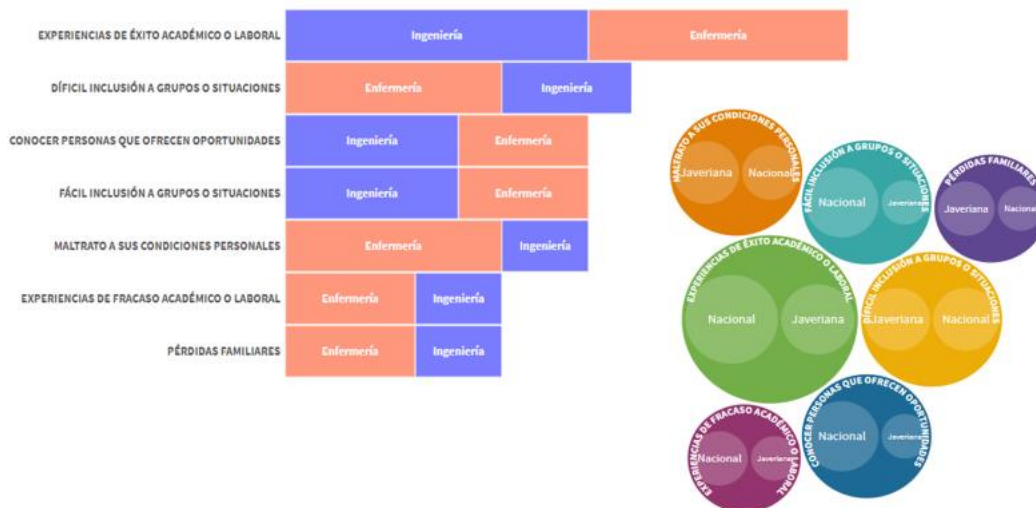 EXPERIENCIAS DE ÉXITO ACADÉMICO O LABORAL
Ingeniería
Enfermería
DÍFICIL INCLUSIÓN A GRUPOS O SITUACIONES
Enfermería
Ingeniería
CONOCER PERSONAS QUE OFRECEN OPORTUNIDADES
Ingeniería
Enfermería
FÁCIL INCLUSIÓN A GRUPOS O SITUACIONES
Ingeniería
Enfermería
MALTRATO A SUS CONDICIONES PERSONALES
Enfermería
Ingeniería
EXPERIENCIAS DE FRACASO ACADÉMICO O LABORAL
Enfermería
Ingeniería
PÉRDIDAS FAMILIARES
Enfermería
Ingeniería
MALTRATO A SUS CONDICIONES PERSONALES
Javeriana
Nacional
FÁCIL INCLUSIÓN A GRUPOS O SITUACIONES
Nacional
Javeriana
PÉRDIDAS FAMILIARES
Javeriana
Nacional
EXPERIENCIAS DE ÉXITO ACADÉMICO O LABORAL
Nacional
Javeriana
DÍFICIL INCLUSIÓN A GRUPOS O SITUACIONES
Javeriana
Nacional
EXPERIENCIAS DE FRACASO ACADÉMICO O LABORAL
Nacional
Javeriana
CONOCER PERSONAS QUE OFRECEN OPORTUNIDADES
Nacional
Javeriana